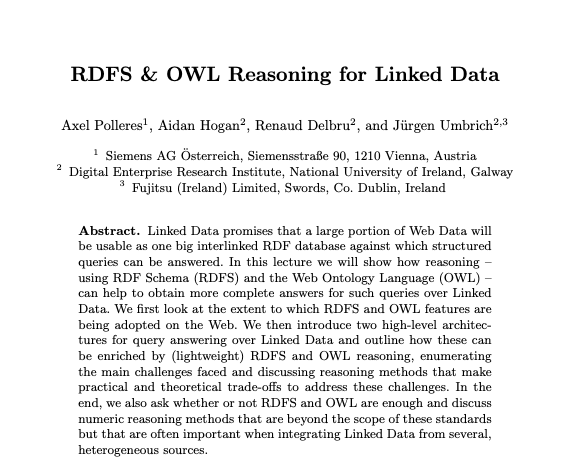 RDFS & OWL Reasoning for Linked Data
Axel Polleres1, Aidan Hogan2, Renaud Delbru2, and Jürgen Umbrich2,3
1 Siemens AG Österreich, Siemensstraße 90, 1210 Vienna, Austria
2 Digital Enterprise Research Institute, National University of Ireland, Galway
3 Fujitsu (Ireland) Limited, Swords, Co. Dublin, Ireland
Abstract. Linked Data promises that a large portion of Web Data will
be usable as one big interlinked RDF database against which structured
queries can be answered. In this lecture we will show how reasoning –
using RDF Schema (RDFS) and the Web Ontology Language (OWL) –
can help to obtain more complete answers for such queries over Linked
Data. We first look at the extent to which RDFS and OWL features are
being adopted on the Web. We then introduce two high-level architec-
tures for query answering over Linked Data and outline how these can
be enriched by (lightweight) RDFS and OWL reasoning, enumerating
the main challenges faced and discussing reasoning methods that make
practical and theoretical trade-offs to address these challenges. In the
end, we also ask whether or not RDFS and OWL are enough and discuss
numeric reasoning methods that are beyond the scope of these standards
but that are often important when integrating Linked Data from several,
heterogeneous sources.